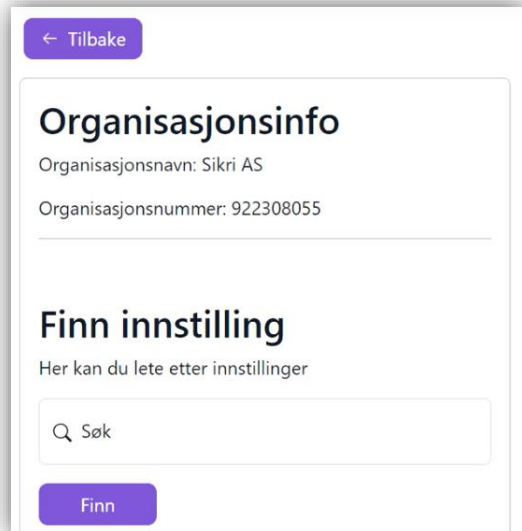 ← Tilbake
Organisasjonsinfo
Organisasjonsnavn: Sikri AS
Organisasjonsnummer: 922308055
Finn innstilling
Her kan du lete etter innstillinger
Søk
Finn